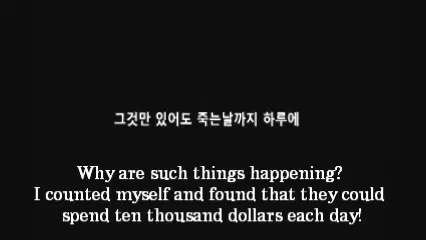 그것만 있어도 죽는날까지 하루에
Why are such things happening?
I counted myself and found that they could
spend ten thousand dollars each day!